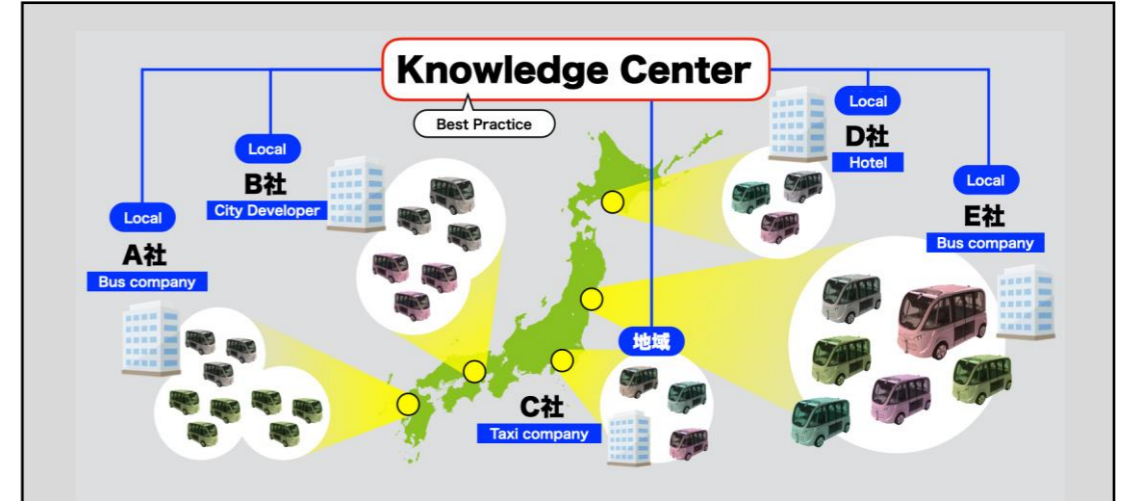 Knowledge Center
Best Practice
Local
A社
Bus company
Local
B社
City Developer
地域
C社
Taxi company
Local
D社
Hotel
Local
E社
Bus company